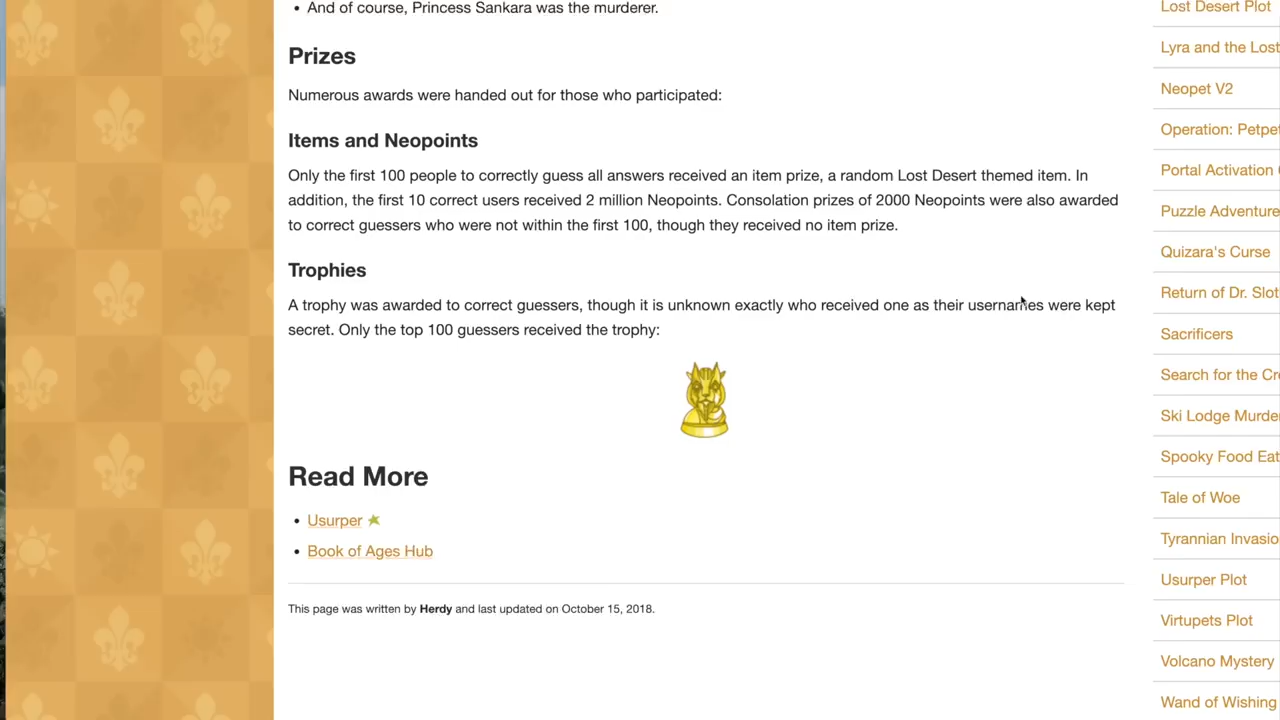 • And of course, Princess Sankara was the murderer.
Prizes
Numerous awards were handed out for those who participated:
Items and Neopoints
Only the first 100 people to correctly guess all answers received an item prize, a random Lost Desert themed item. In
addition, the first 10 correct users received 2 million Neopoints. Consolation prizes of 2000 Neopoints were also awarded
to correct guessers who were not within the first 100, though they received no item prize.
Trophies
A trophy was awarded to correct guessers, though it is unknown exactly who received one as their usernames were kept
secret. Only the top 100 guessers received the trophy:
Read More
• Usurper
• Book of Ages Hub
This page was written by Herdy and last updated on October 15, 2018.
Lost Desert Plot
Lyra and the Lost
Neopet V2
Operation: Petpe
Portal Activation
Puzzle Adventure
Quizara's Curse
Return of Dr. Slot
Sacrificers
Search for the Cr
Ski Lodge Murde
Spooky Food Eat
Tale of Woe
Tyrannian Invasio
Usurper Plot
Virtupets Plot
Volcano Mystery
Wand of Wishing